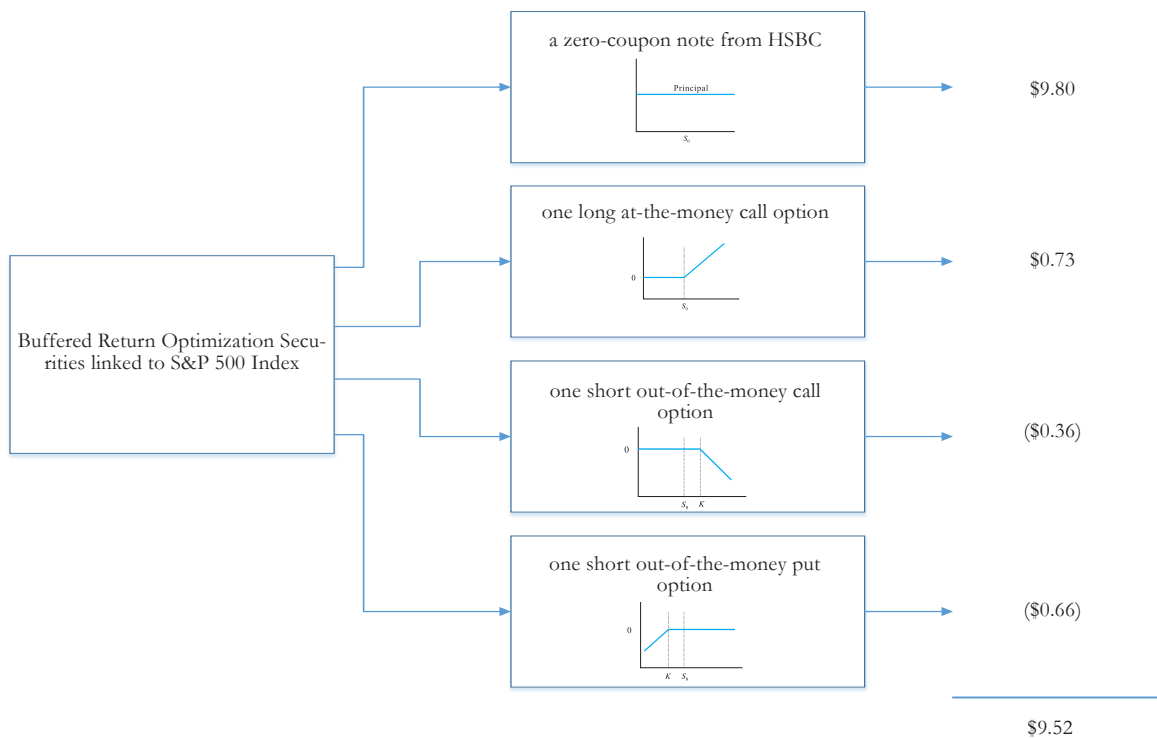 a zero-coupon note from HSBC
Principal
S₀
$9.80
one long at-the-money call option
0
S₀
$0.73
Buffered Return Optimization Secu-
rities linked to S&P 500 Index
one short out-of-the-money call
option
0
S₀ K
($0.36)
one short out-of-the-money put
option
0
K S₀
($0.66)
$9.52